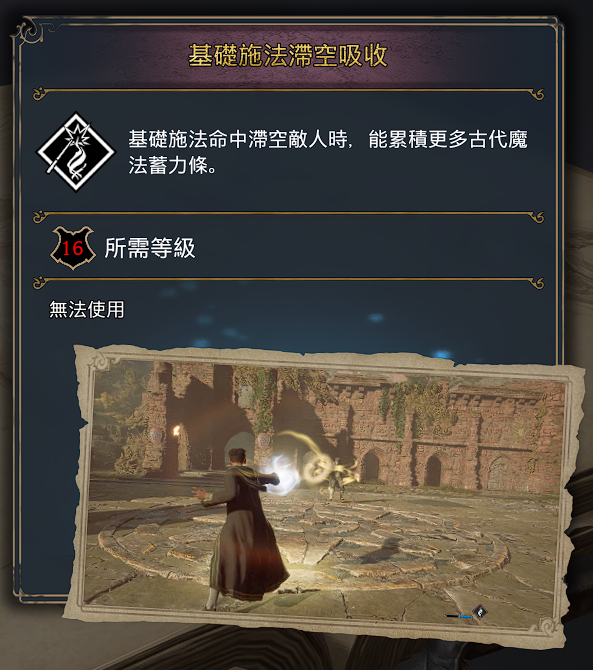 基礎施法滯空吸收
基礎施法命中滯空敵人時，能累積更多古代魔
法蓄力條。
16 所需等級
無法使用